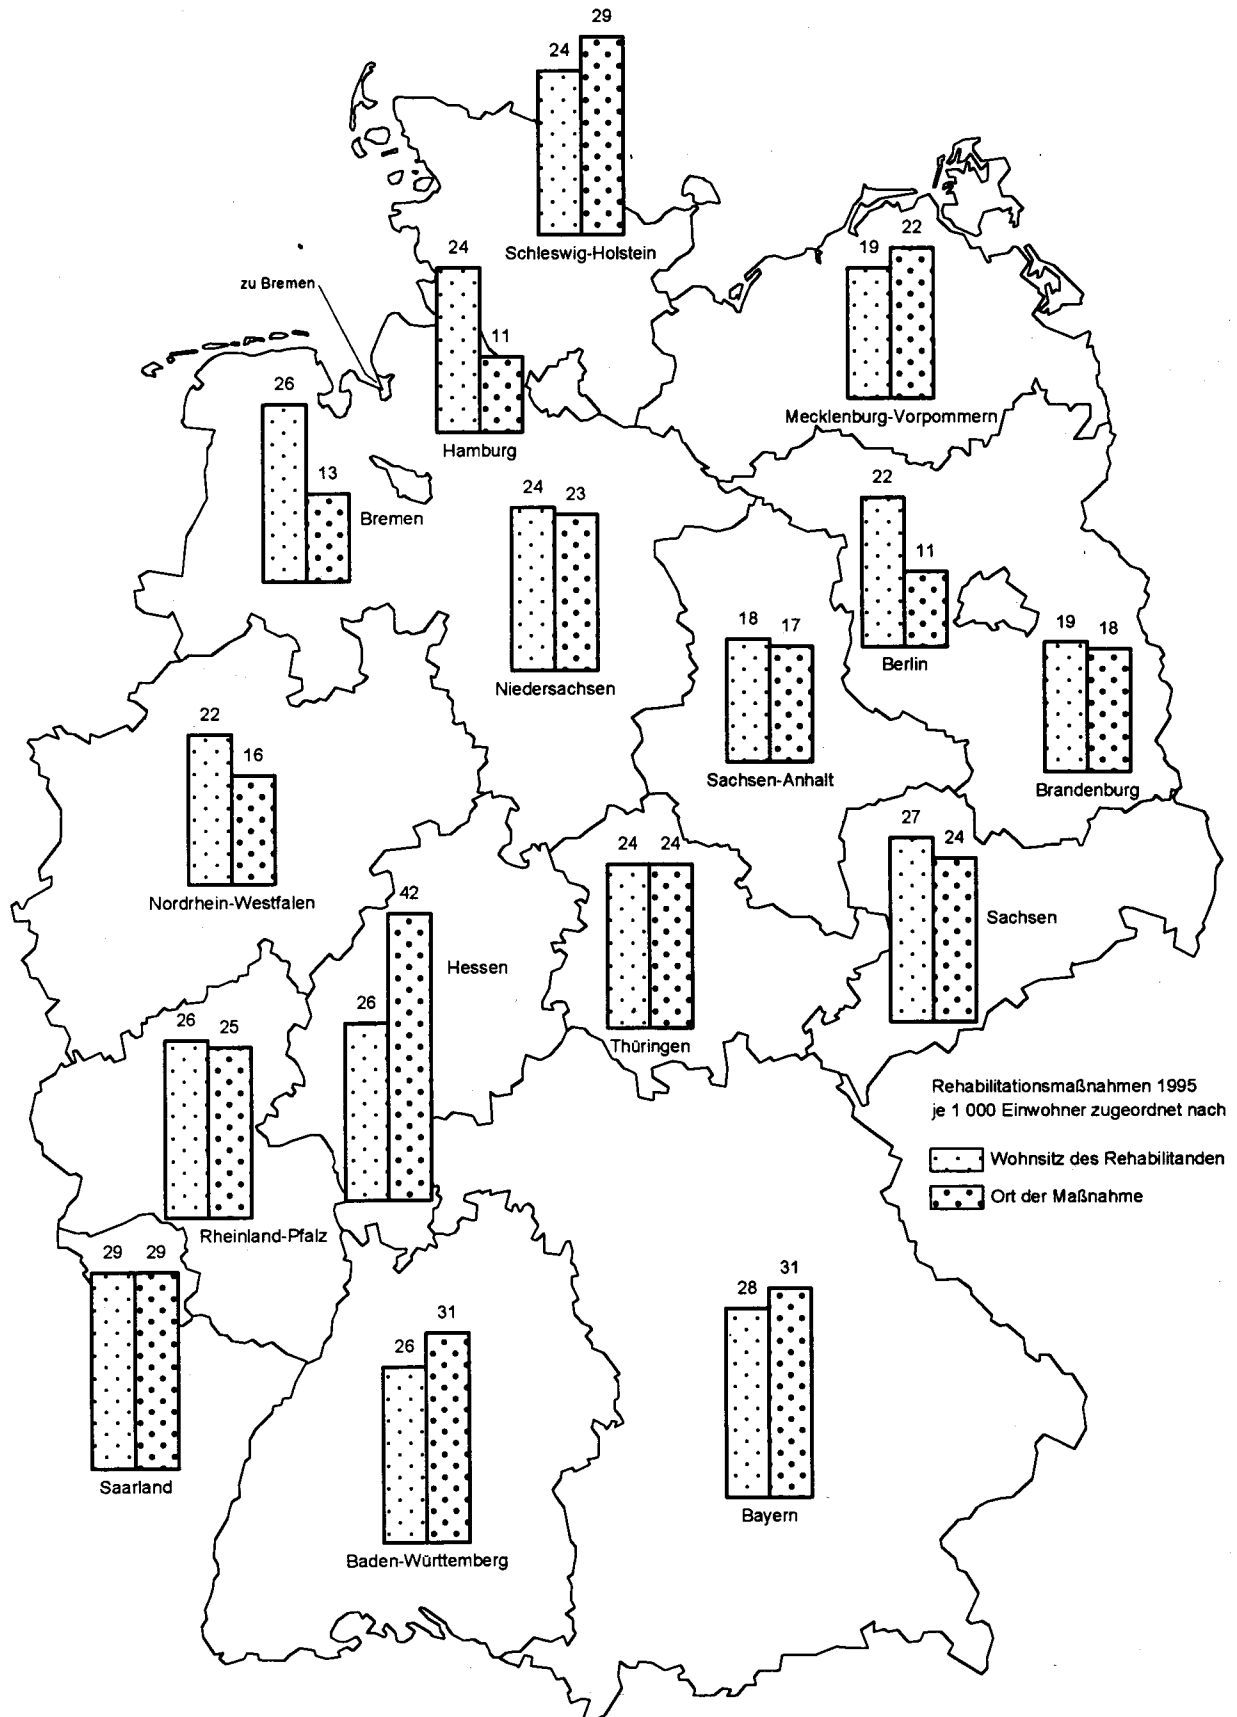 29
24
Schleswig-Holstein
24
11
Hamburg
zu Bremen
19
22
Mecklenburg-Vorpommern
26
13
Bremen
24
23
Niedersachsen
22
11
Berlin
18
17
Sachsen-Anhalt
19
18
Brandenburg
22
16
Nordrhein-Westfalen
27
24
Sachsen
24
24
Thüringen
42
26
Hessen
26
25
Rheinland-Pfalz
Rehabilitationsmaßnahmen 1995
je 1 000 Einwohner zugeordnet nach
Wohnsitz des Rehabilitanden
Ort der Maßnahme
29
29
Saarland
26
31
Baden-Württemberg
28
31
Bayern